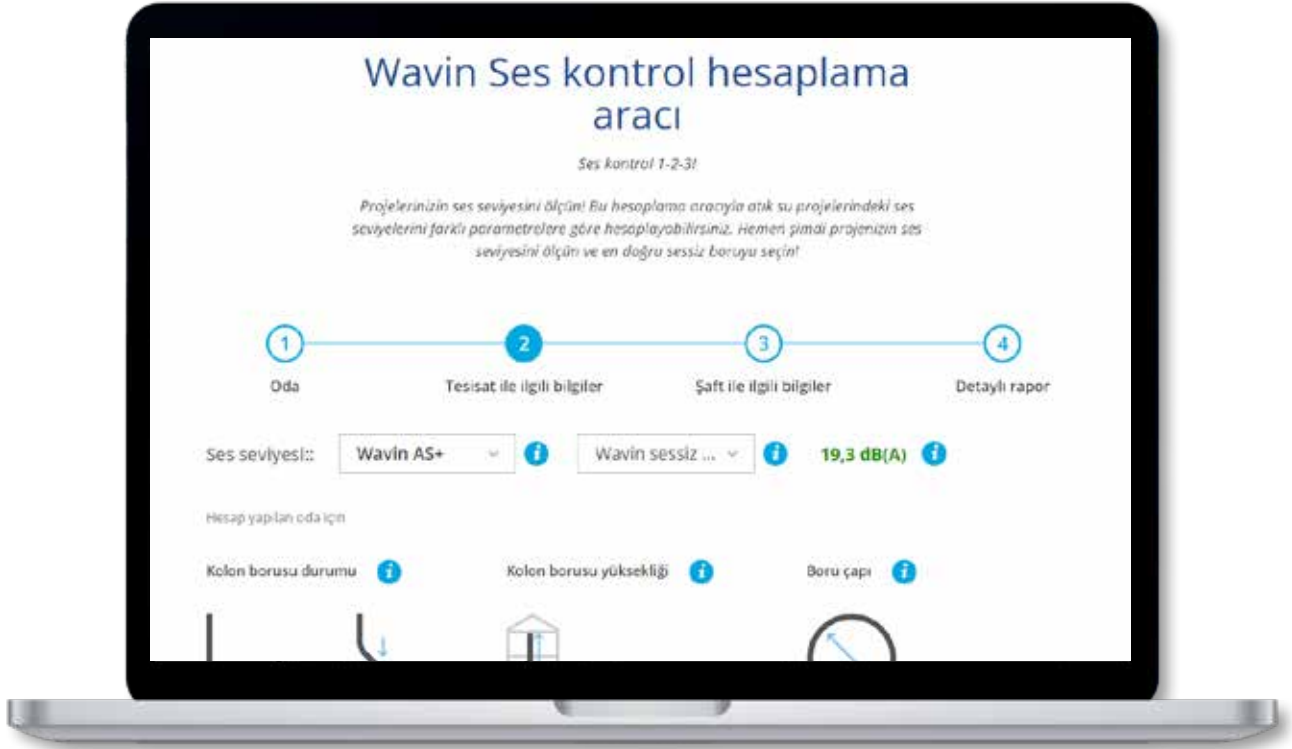 Wavin Ses kontrol hesaplama
aracı
Ses kontrol 1-2-3!
Projelerinizin ses seviyesini ölçün! Bu hesaplama aracıyla atık su projelerindeki ses
seviyelerini farklı parametrelere göre hesaplayabilirsiniz. Hemen şimdi projenizin ses
seviyesini ölçün ve en doğru sessiz boruyu seçin!
1 2 3 4
Oda Tesisat ile ilgili bilgiler Şaft ile ilgili bilgiler Detaylı rapor
Ses seviyesi:: Wavin AS+ i Wavin sessiz ... i 19,3 dB(A) i
Hesap yapılan oda için
Kolon borusu durumu i Kolon borusu yüksekliği i Boru çapı i